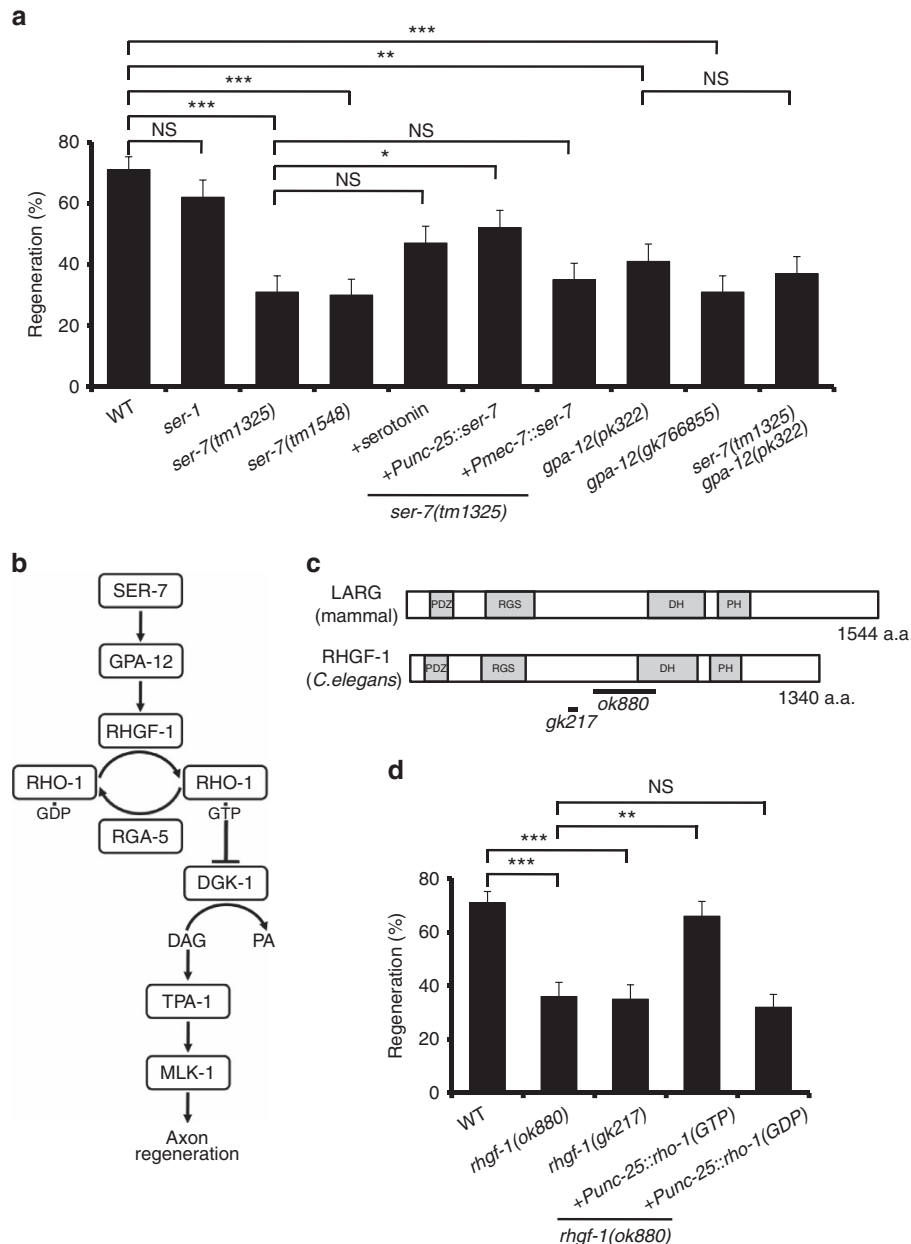 a
***
**
***
NS
***
NS
NS
*
NS
80
60
40
20
0
Regeneration (%)
WT
ser-1
ser-7(tm1325)
ser-7(tm1548)
+serotonin
+Punc-25::ser-7
+Pmec-7::ser-7
gpa-12(pk322)
gpa-12(gk766855)
ser-7(tm1325)
gpa-12(pk322)
ser-7(tm1325)
b
SER-7
GPA-12
RHGF-1
RHO-1
RHO-1
GDP
GTP
RGA-5
DGK-1
DAG
PA
TPA-1
MLK-1
Axon
regeneration
c
LARG
(mammal)
PDZ
RGS
DH
PH
1544 a.a.
RHGF-1
(C.elegans)
PDZ
RGS
DH
PH
1340 a.a.
ok880
gk217
d
NS
**
***
***
80
60
40
20
0
Regeneration (%)
WT
rhgf-1(ok880)
rhgf-1(gk217)
+Punc-25::rho-1(GTP)
+Punc-25::rho-1(GDP)
rhgf-1(ok880)